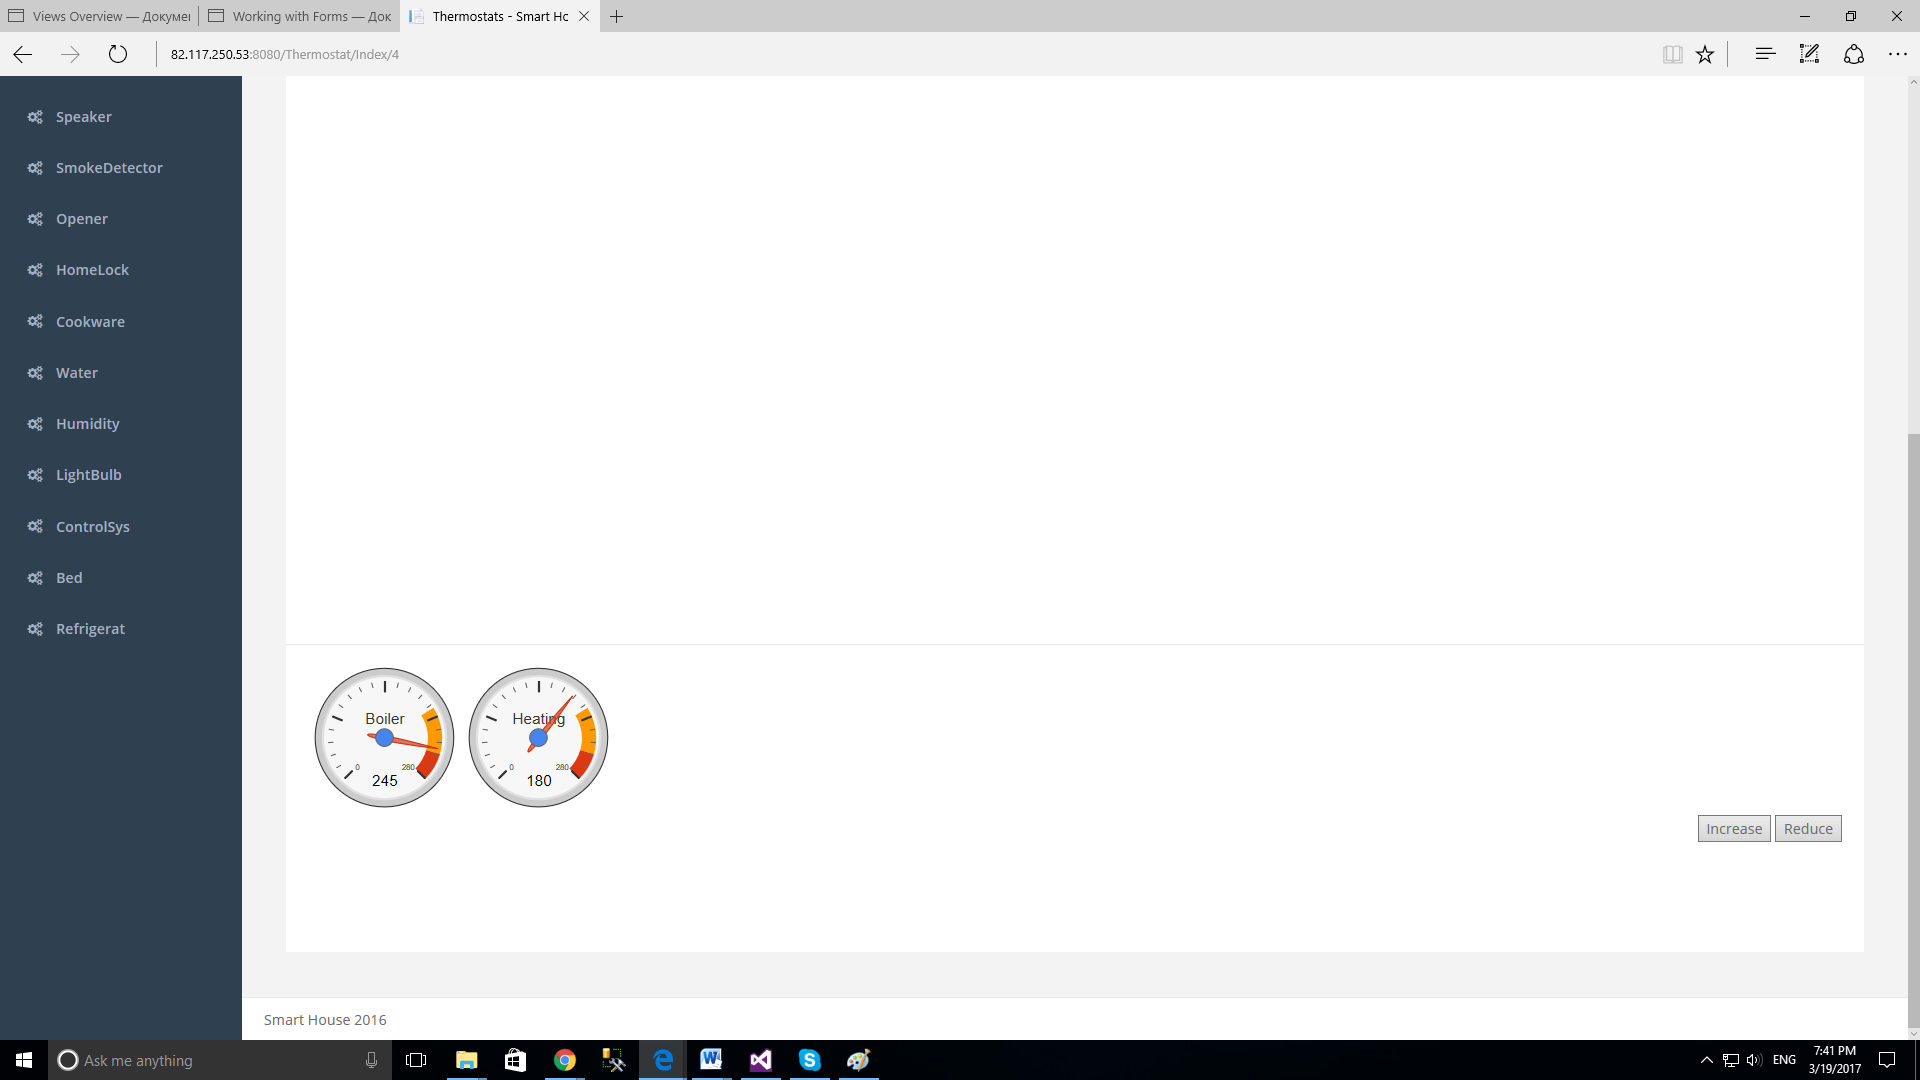 Views Overview — Докумен
Working with Forms — Док
Thermostats - Smart Hc
82.117.250.53:8080/Thermostat/Index/4
Speaker
SmokeDetector
Opener
HomeLock
Cookware
Water
Humidity
LightBulb
ControlSys
Bed
Refrigerat
Boiler
0
280
245
Heating
0
280
180
Increase
Reduce
Smart House 2016
Ask me anything
ENG
7:41 PM
3/19/2017